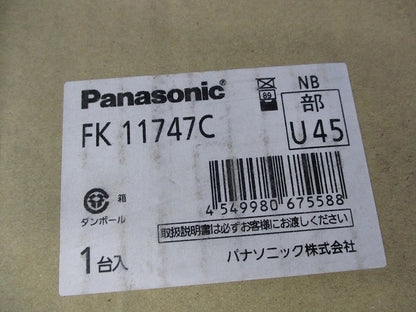 Panasonic®
NB
89
部
FK 11747C
U45
箱
ダンボール
4 549980 675588
取扱説明書は必ずお客様にお渡しください
1台入
パナソニック株式会社